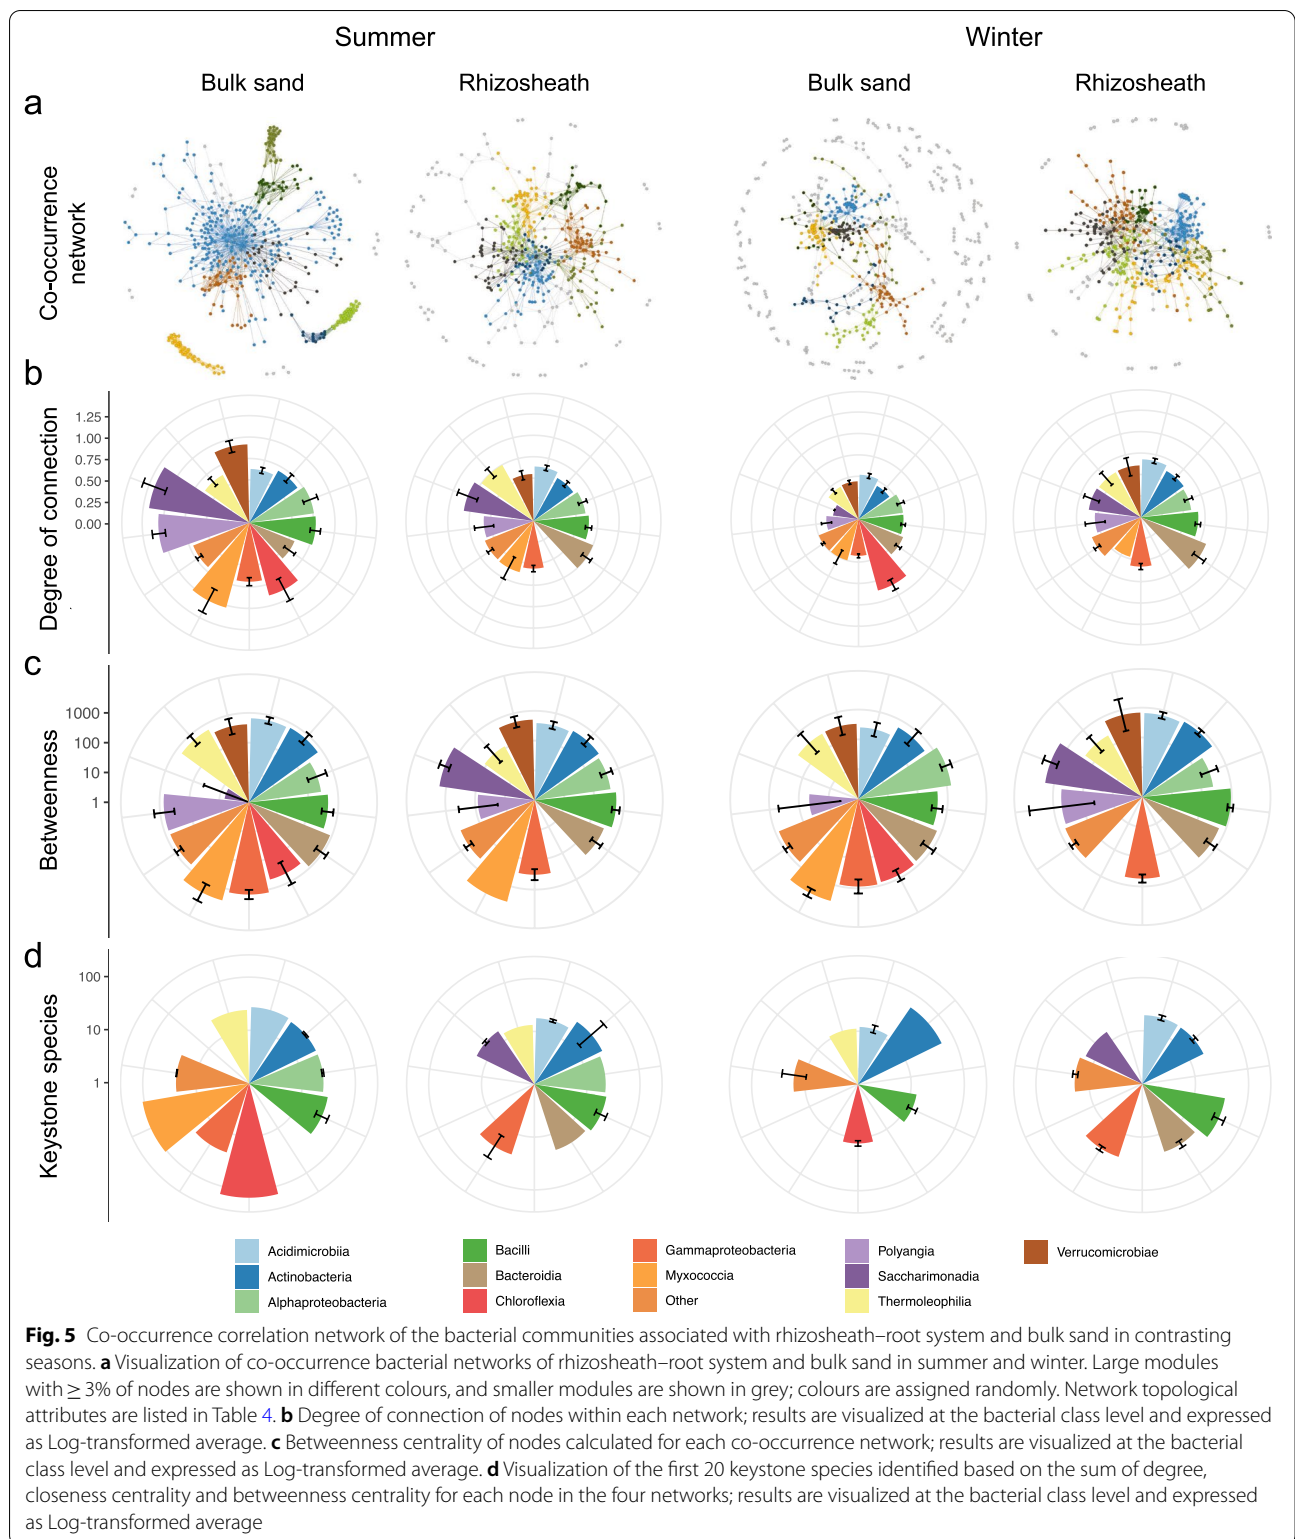 Summer
Winter
Bulk sand
Rhizosheath
Bulk sand
Rhizosheath
a
Co-occurrence
network
b
Degree of connection
1.25
1.00
0.75
0.50
0.25
0.00
c
Betweenness
1000
100
10
1
d
Keystone species
100
10
1
Acidimicrobiia
Actinobacteria
Alphaproteobacteria
Bacilli
Bacteroidia
Chloroflexia
Gammaproteobacteria
Myxococcia
Other
Polyangia
Saccharimonadia
Thermoleophilia
Verrucomicrobiae
Fig. 5 Co-occurrence correlation network of the bacterial communities associated with rhizosheath–root system and bulk sand in contrasting
seasons. a Visualization of co-occurrence bacterial networks of rhizosheath–root system and bulk sand in summer and winter. Large modules
with ≥ 3% of nodes are shown in different colours, and smaller modules are shown in grey; colours are assigned randomly. Network topological
attributes are listed in Table 4. b Degree of connection of nodes within each network; results are visualized at the bacterial class level and expressed
as Log-transformed average. c Betweenness centrality of nodes calculated for each co-occurrence network; results are visualized at the bacterial
class level and expressed as Log-transformed average. d Visualization of the first 20 keystone species identified based on the sum of degree,
closeness centrality and betweenness centrality for each node in the four networks; results are visualized at the bacterial class level and expressed
as Log-transformed average